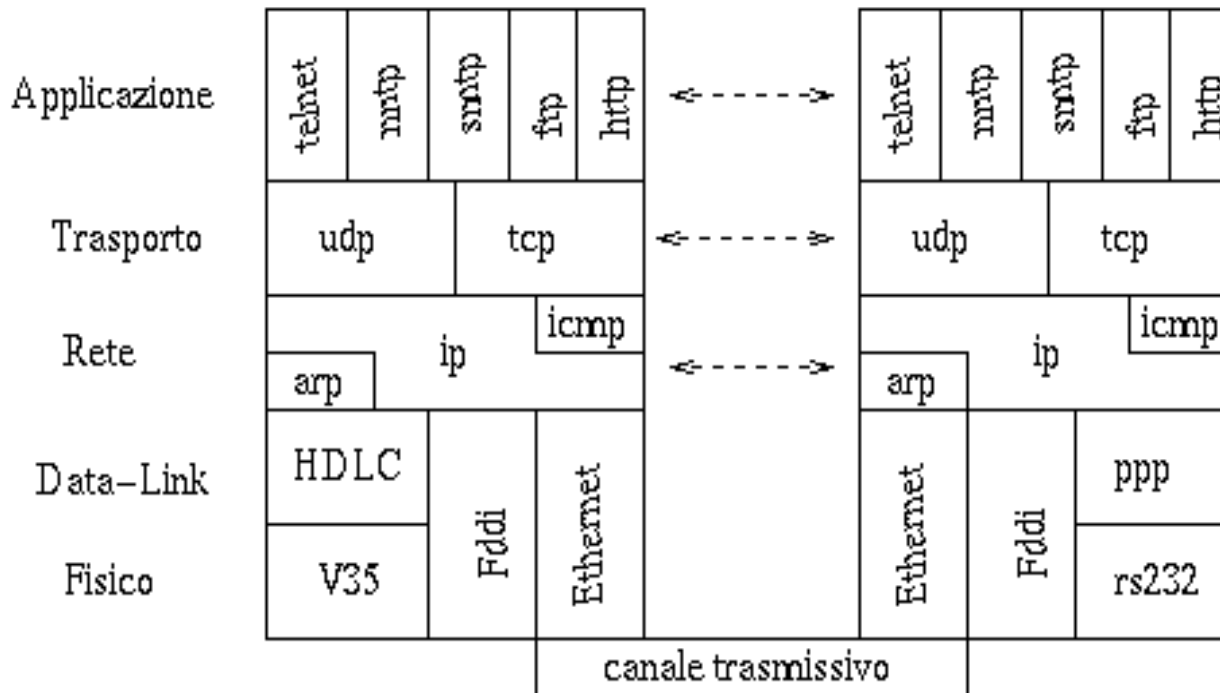 Applicazione
telnet nntp smtp ftp http
telnet nntp smtp ftp http
Trasporto
udp tcp
udp tcp
Rete
ip icmp
arp
ip icmp
arp
Data-Link
HDLC Fddi Ethernet
Ethernet Fddi ppp
Fisico
V35
rs232
canale trasmissivo